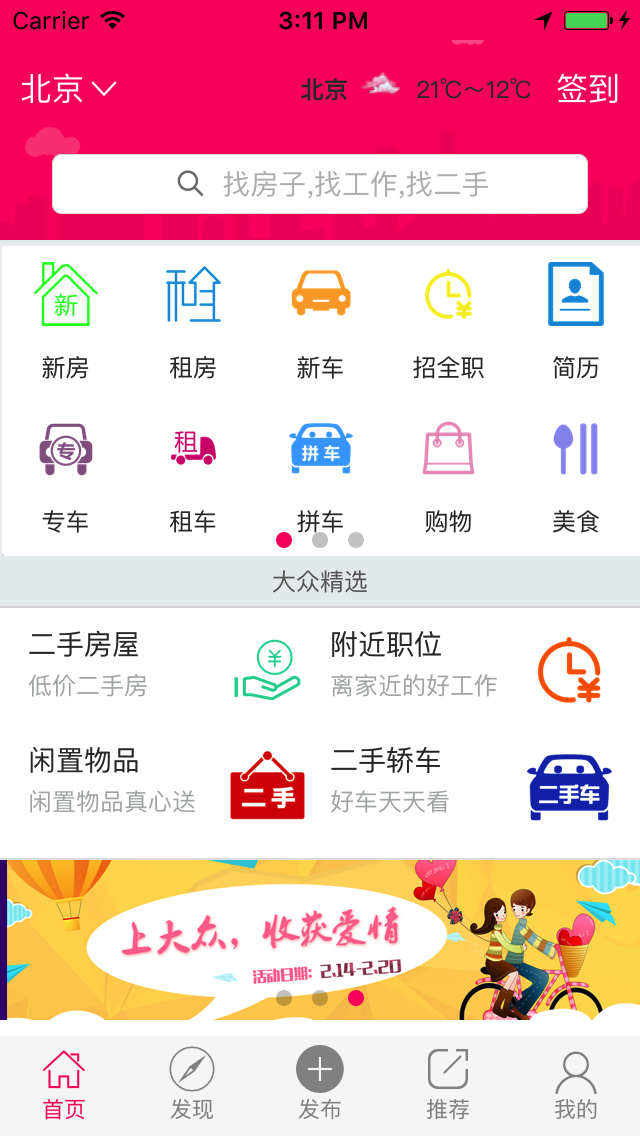 Carrier 3:11 PM
北京 北京 21℃~12℃ 签到
找房子,找工作,找二手
新
租
新房 租房 新车 招全职 简历
专 租 拼车
专车 租车 拼车 购物 美食
大众精选
二手房屋 附近职位
低价二手房 离家近的好工作
闲置物品 二手轿车
闲置物品真心送 好车天天看
二手 二手车
上大众，收获爱情
活动日期：2.14-2.20
首页 发现 发布 推荐 我的